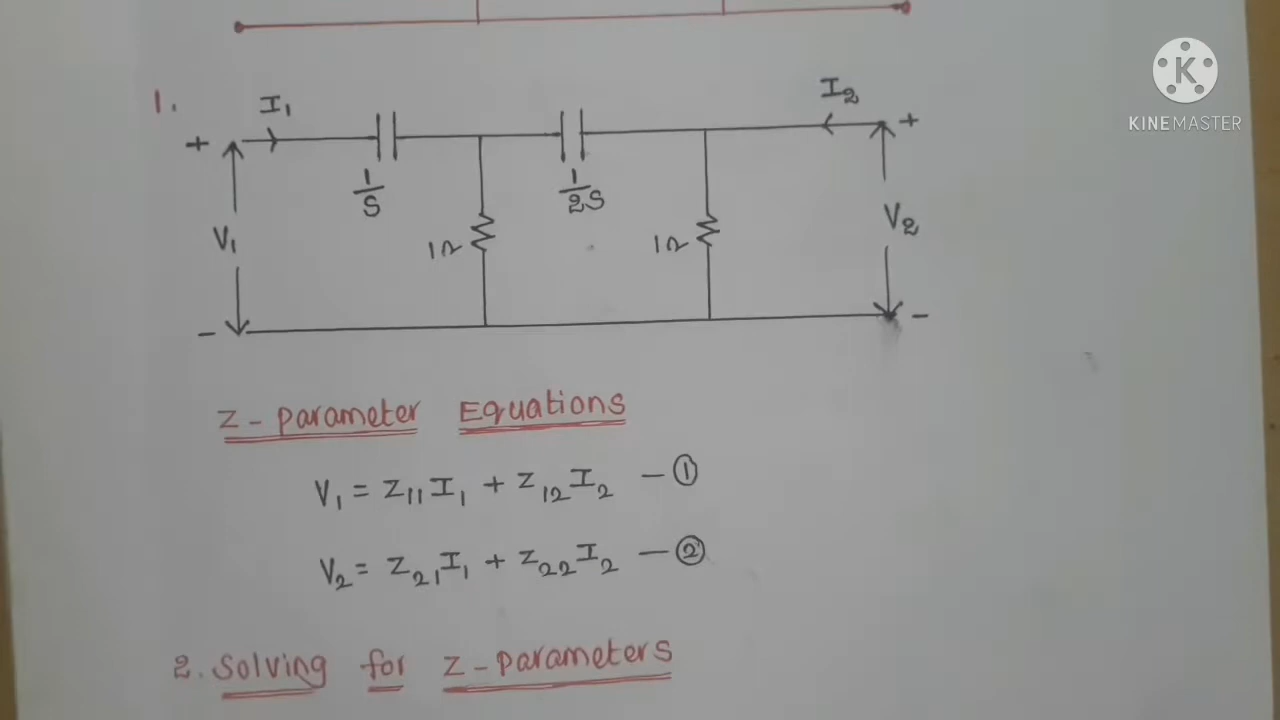 1.
I₁ I₂
+ +
1/S 1/2S
V₁ 1Ω 1Ω V₂
- -
Z-parameter Equations
V₁ = Z₁₁I₁ + Z₁₂I₂ — ①
V₂ = Z₂₁I₁ + Z₂₂I₂ — ②
2. Solving for Z-parameters
K
KINEMASTER